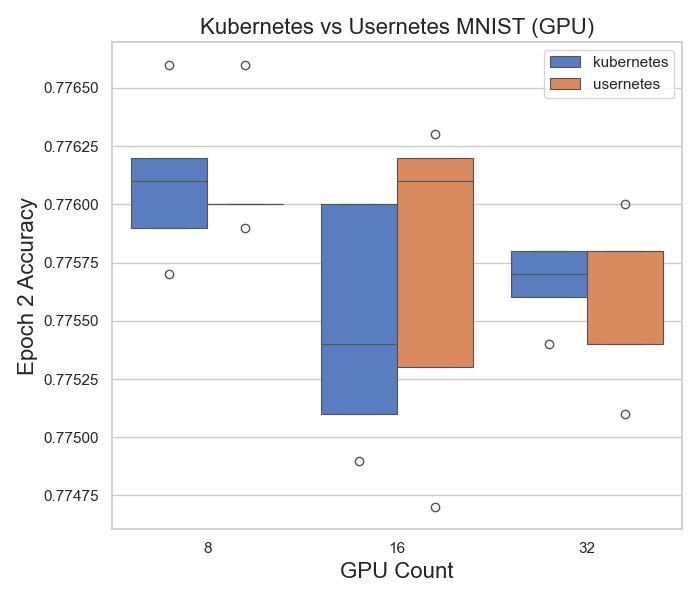 Kubernetes vs Usernetes MNIST (GPU)
kubernetes
usernetes
0.77650
0.77625
0.77600
0.77575
0.77550
0.77525
0.77500
0.77475
Epoch 2 Accuracy
8 16 32
GPU Count